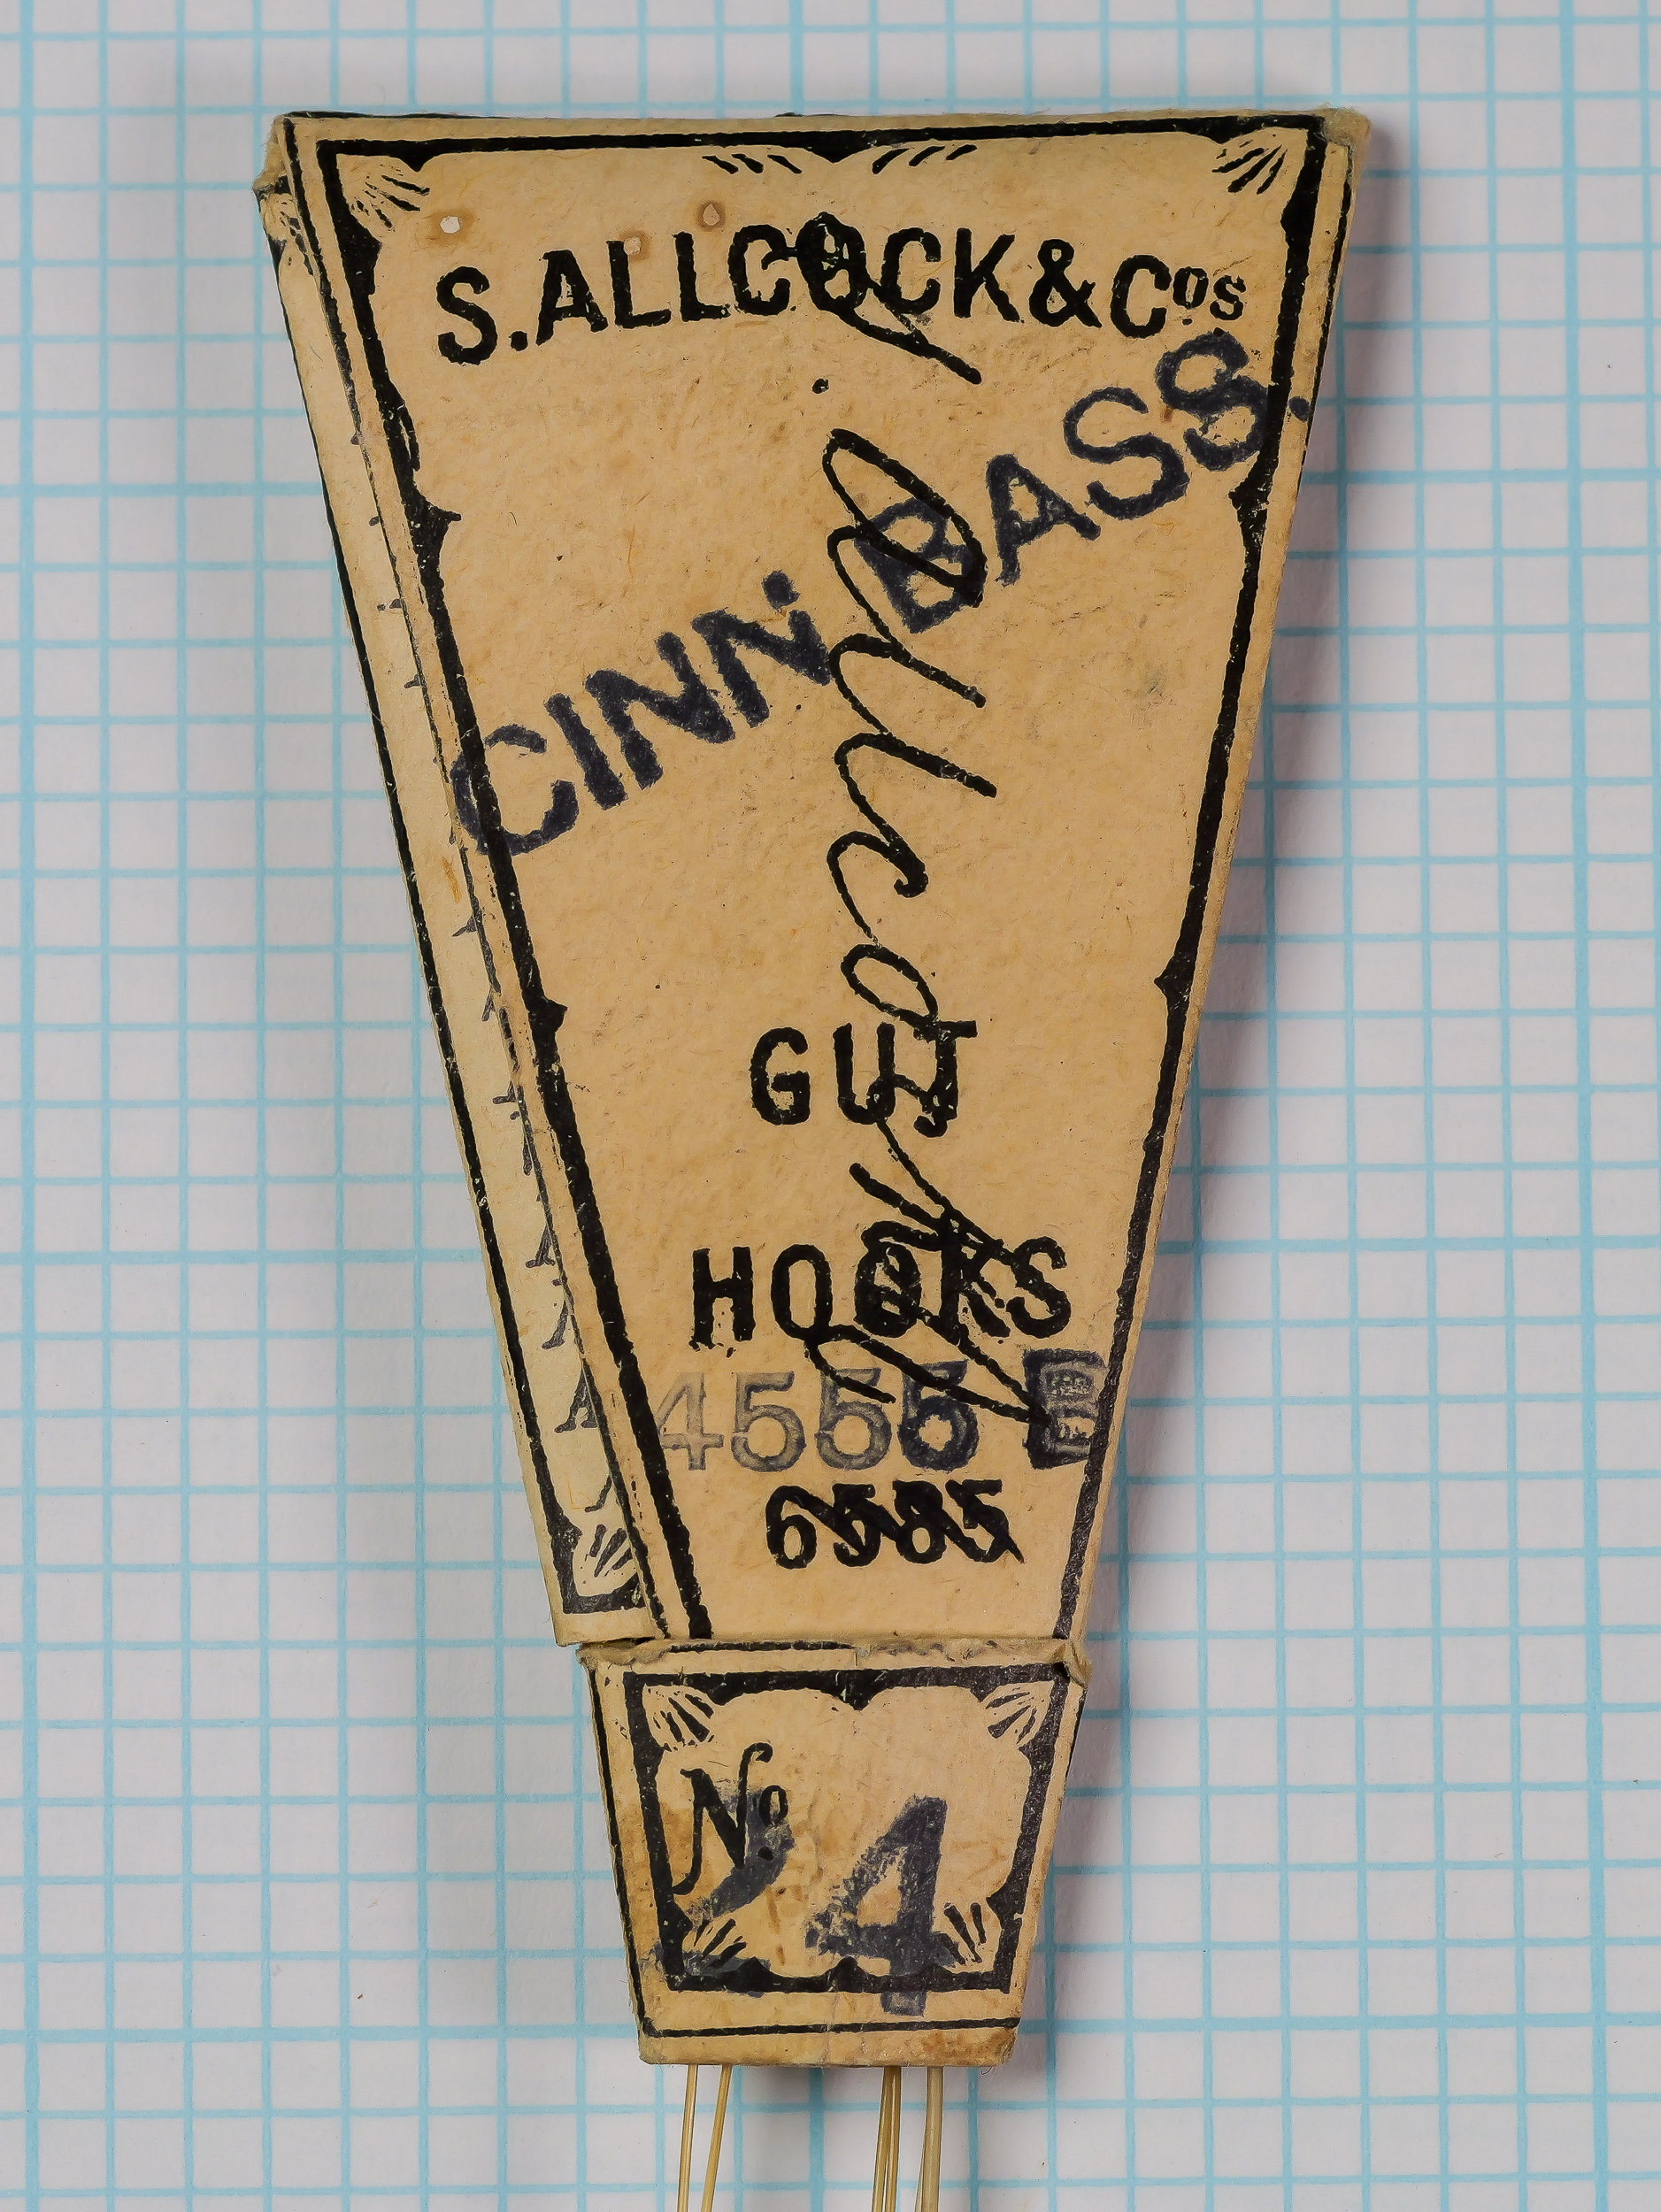 S. ALLCOCK & Cos
CINN. BASS.
GUT
HOOKS
4555 E
6585
No 4